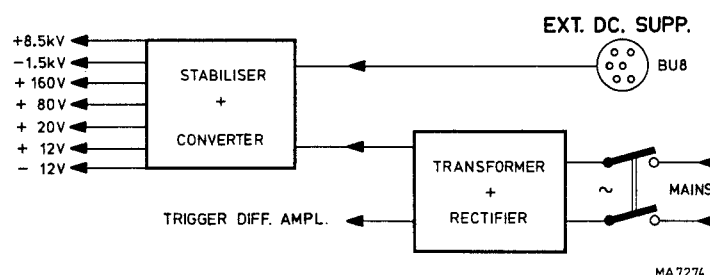 EXT. DC. SUPP.
BU8
+8.5kV
-1.5kV
+ 160V
+ 80V
+ 20V
+ 12V
- 12V
STABILISER
+
CONVERTER
TRANSFORMER
+
RECTIFIER
~
MAINS
TRIGGER DIFF. AMPL.
MA7274